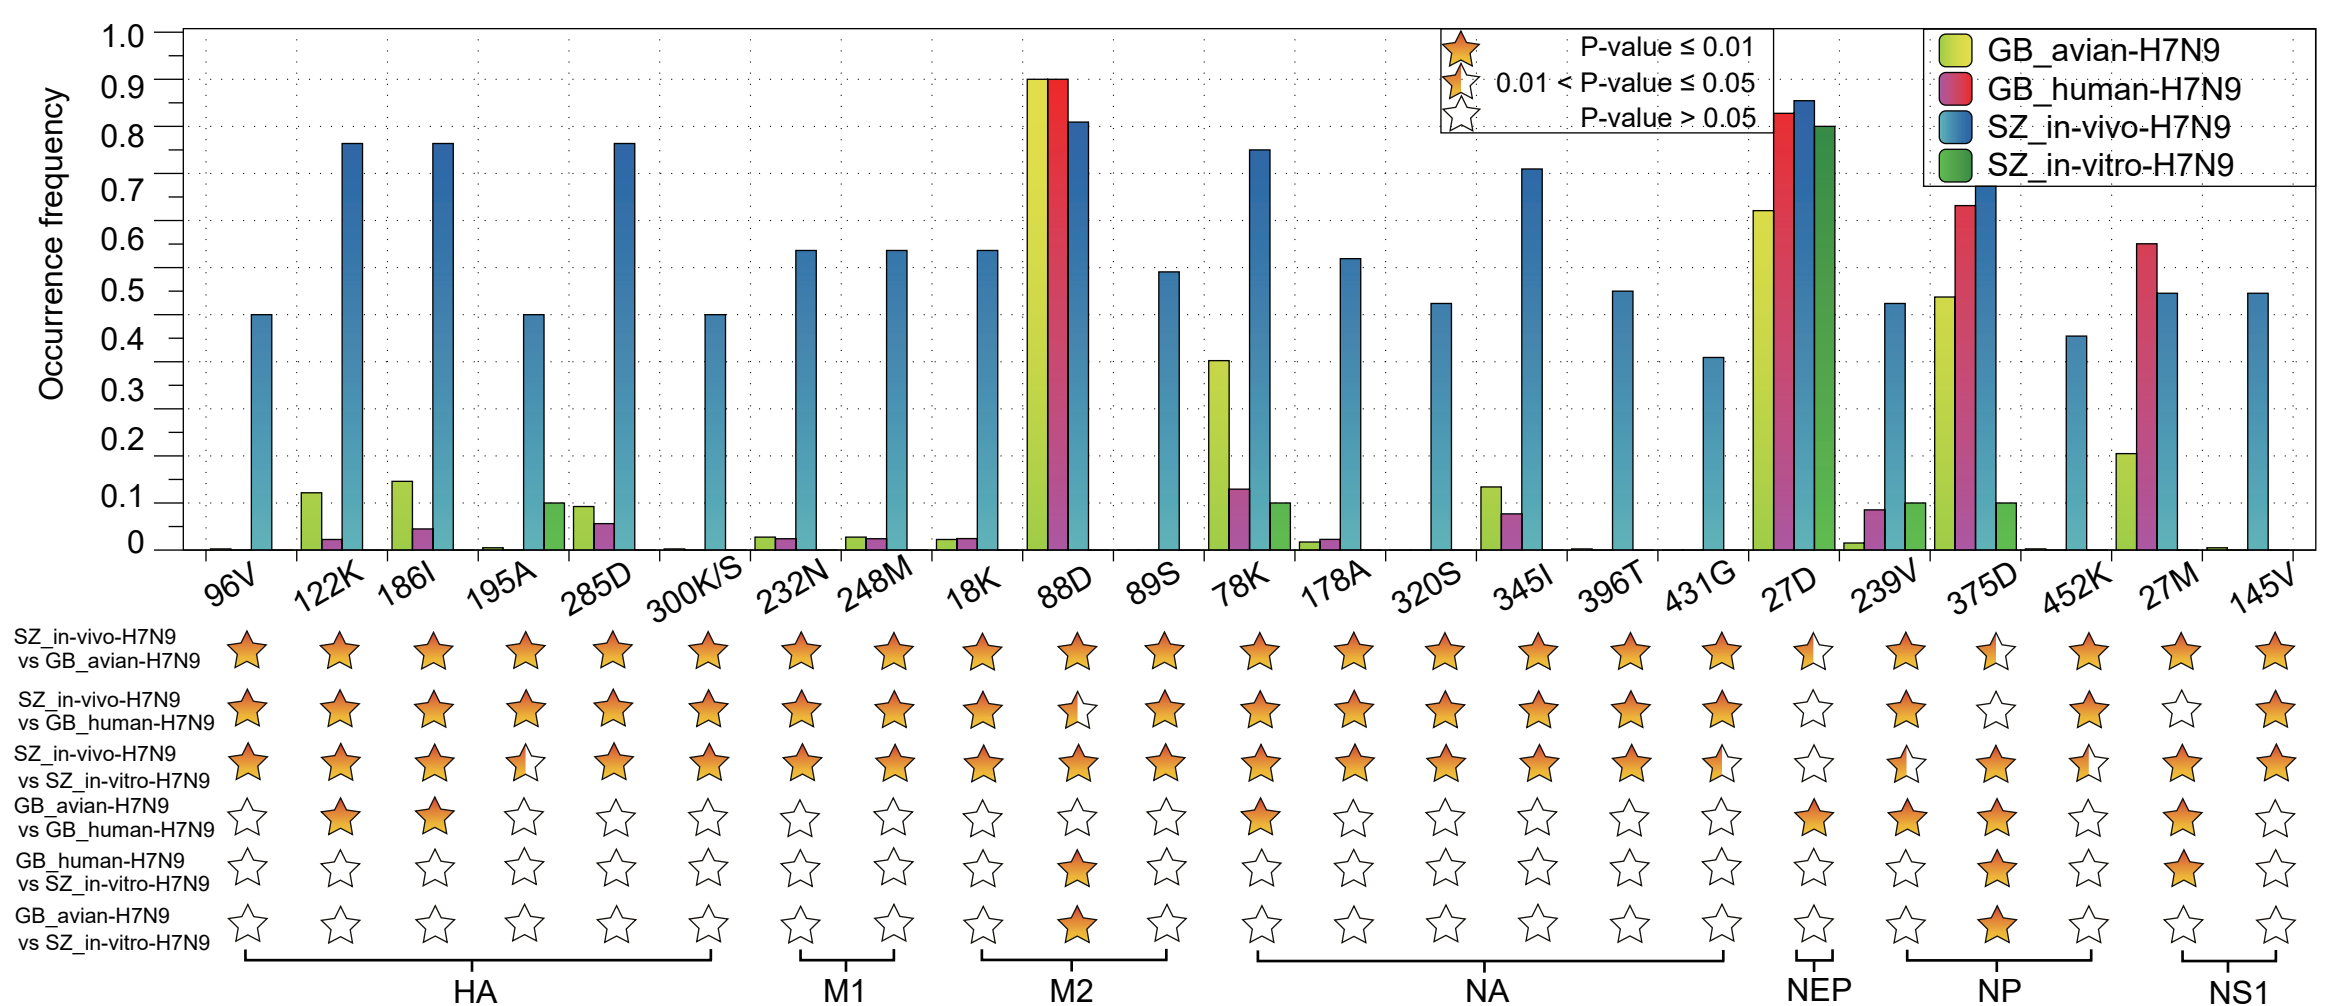 Occurrence frequency
1.0
0.9
0.8
0.7
0.6
0.5
0.4
0.3
0.2
0.1
0
P-value ≤ 0.01
0.01 < P-value ≤ 0.05
P-value > 0.05
GB_avian-H7N9
GB_human-H7N9
SZ_in-vivo-H7N9
SZ_in-vitro-H7N9
96V 122K 186I 195A 285D 300K/S 232N 248M 18K 88D 89S 78K 178A 320S 345I 396T 431G 27D 239V 375D 452K 27M 145V
SZ_in-vivo-H7N9
vs GB_avian-H7N9
SZ_in-vivo-H7N9
vs GB_human-H7N9
SZ_in-vivo-H7N9
vs SZ_in-vitro-H7N9
GB_avian-H7N9
vs GB_human-H7N9
GB_human-H7N9
vs SZ_in-vitro-H7N9
GB_avian-H7N9
vs SZ_in-vitro-H7N9
HA M1 M2 NA NEP NP NS1